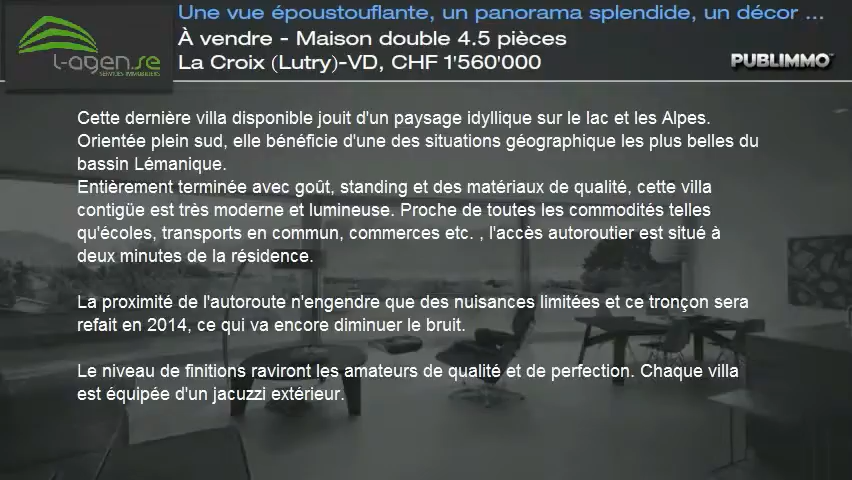 Une vue époustouflante, un panorama splendide, un décor ...
L-agen.se
SERVICES IMMOBILIERS
À vendre - Maison double 4.5 pièces
La Croix (Lutry)-VD, CHF 1'560'000
PUBLIMMO
Cette dernière villa disponible jouit d'un paysage idyllique sur le lac et les Alpes.
Orientée plein sud, elle bénéficie d'une des situations géographique les plus belles du
bassin Lémanique.
Entièrement terminée avec goût, standing et des matériaux de qualité, cette villa
contigüe est très moderne et lumineuse. Proche de toutes les commodités telles
qu'écoles, transports en commun, commerces etc. , l'accès autoroutier est situé à
deux minutes de la résidence.
La proximité de l'autoroute n'engendre que des nuisances limitées et ce tronçon sera
refait en 2014, ce qui va encore diminuer le bruit.
Le niveau de finitions raviront les amateurs de qualité et de perfection. Chaque villa
est équipée d'un jacuzzi extérieur.